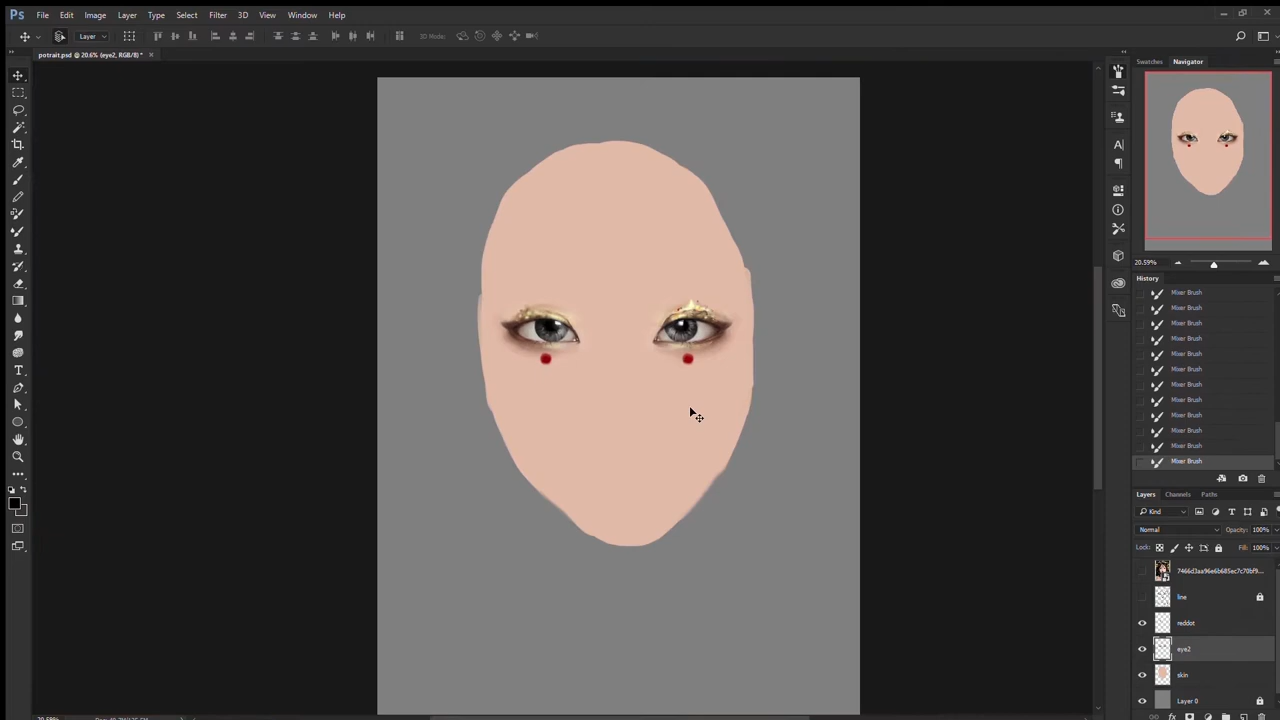 Ps File Edit Image Layer Type Select Filter 3D View Window Help
Layer 3D Mode:
potrait.psd @ 20.6% (eye2, RGB/8) *
Swatches Navigator
20.59%
History
Mixer Brush
Mixer Brush
Mixer Brush
Mixer Brush
Mixer Brush
Mixer Brush
Mixer Brush
Mixer Brush
Mixer Brush
Mixer Brush
Mixer Brush
Mixer Brush
Layers Channels Paths
Kind
Normal Opacity: 100%
Lock: Fill: 100%
7466d3aa96e6b685ec7c70bf9...
line
reddot
eye2
skin
Layer 0
fx